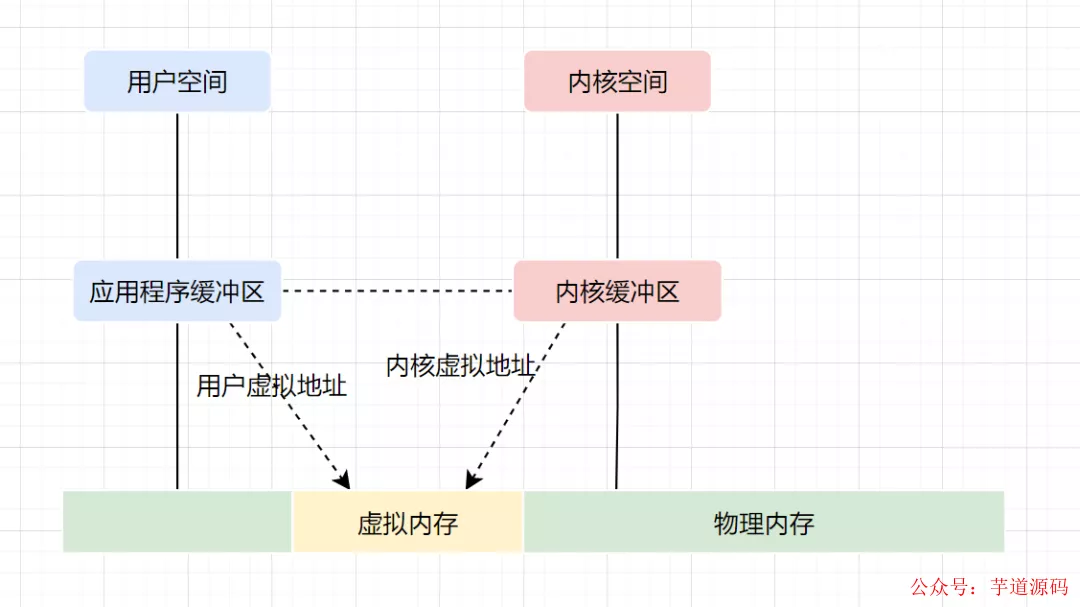 用户空间
内核空间
应用程序缓冲区
内核缓冲区
内核虚拟地址
用户虚拟地址
虚拟内存
物理内存
公众号：芋道源码